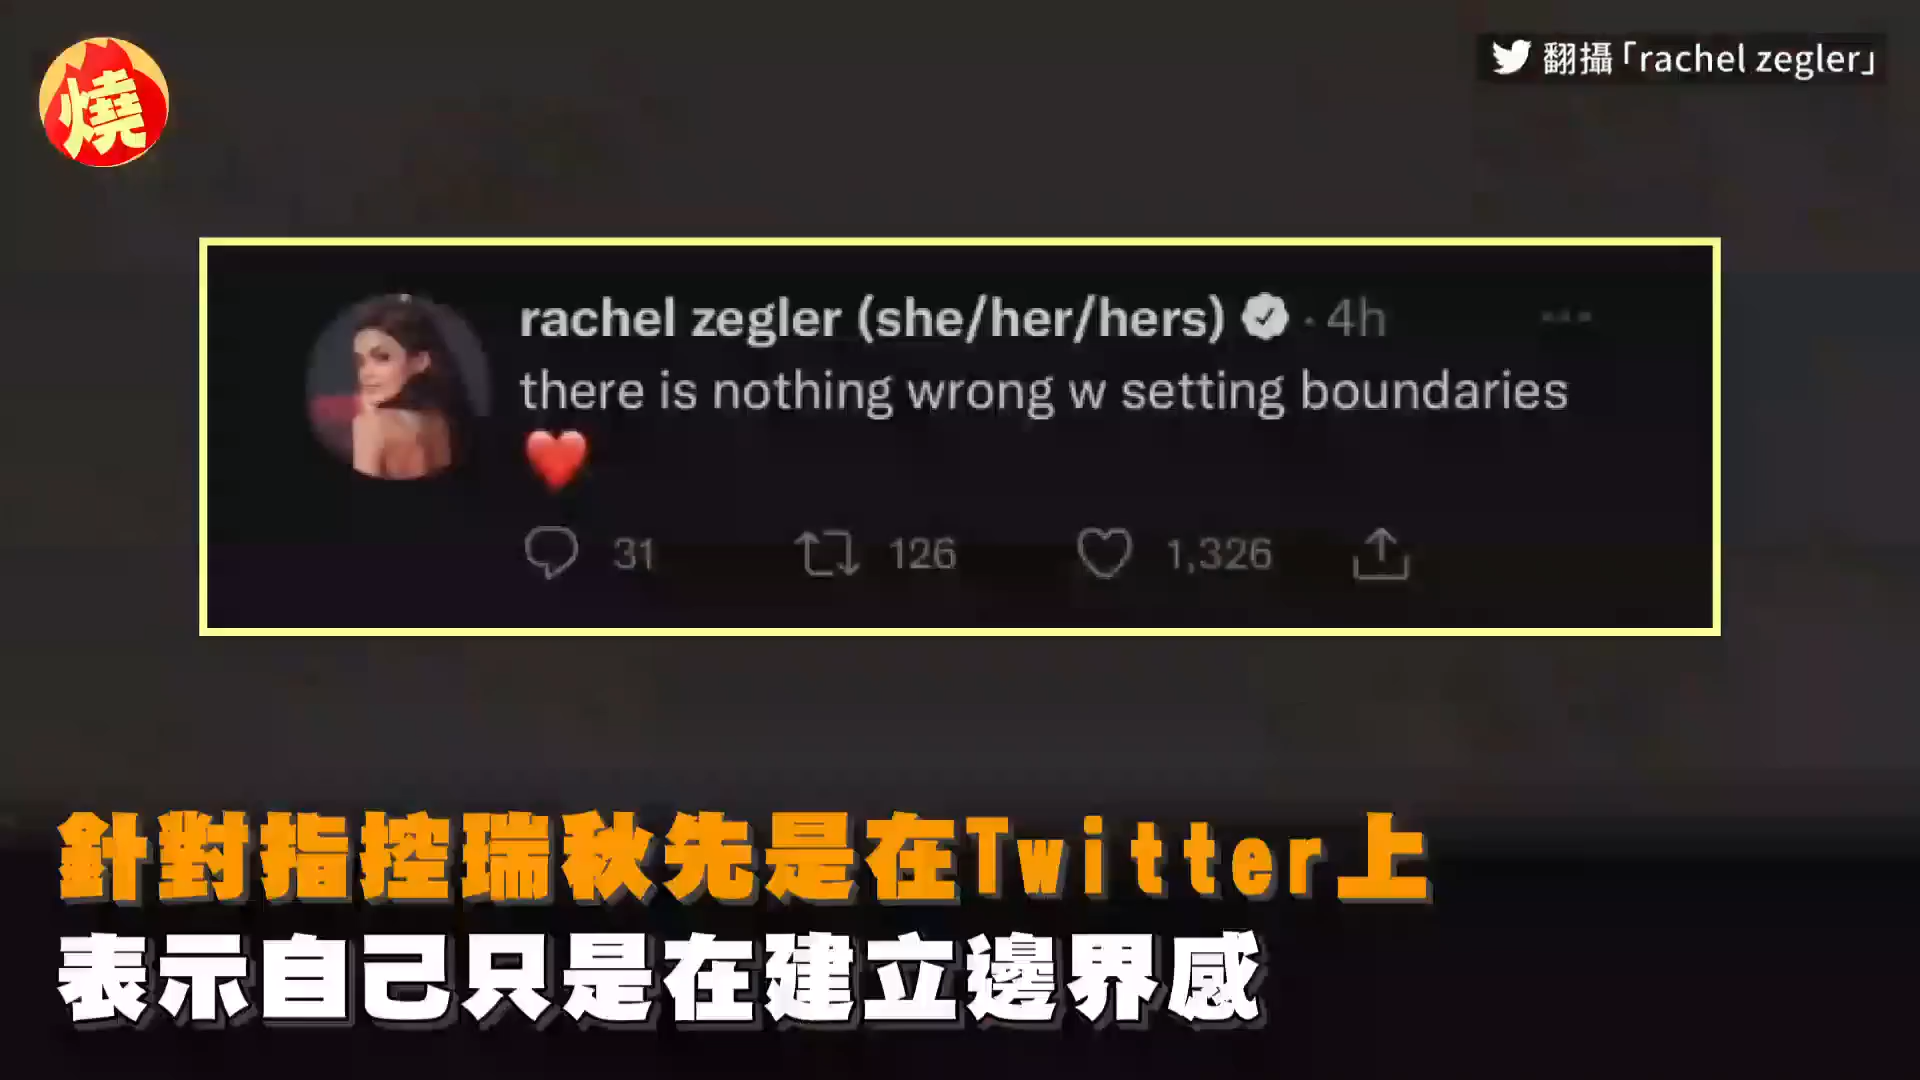 燒
翻攝「rachel zegler」
rachel zegler (she/her/hers) · 4h
there is nothing wrong w setting boundaries
❤️
31 126 1,326
針對指控瑞秋先是在Twitter上
表示自己只是在建立邊界感